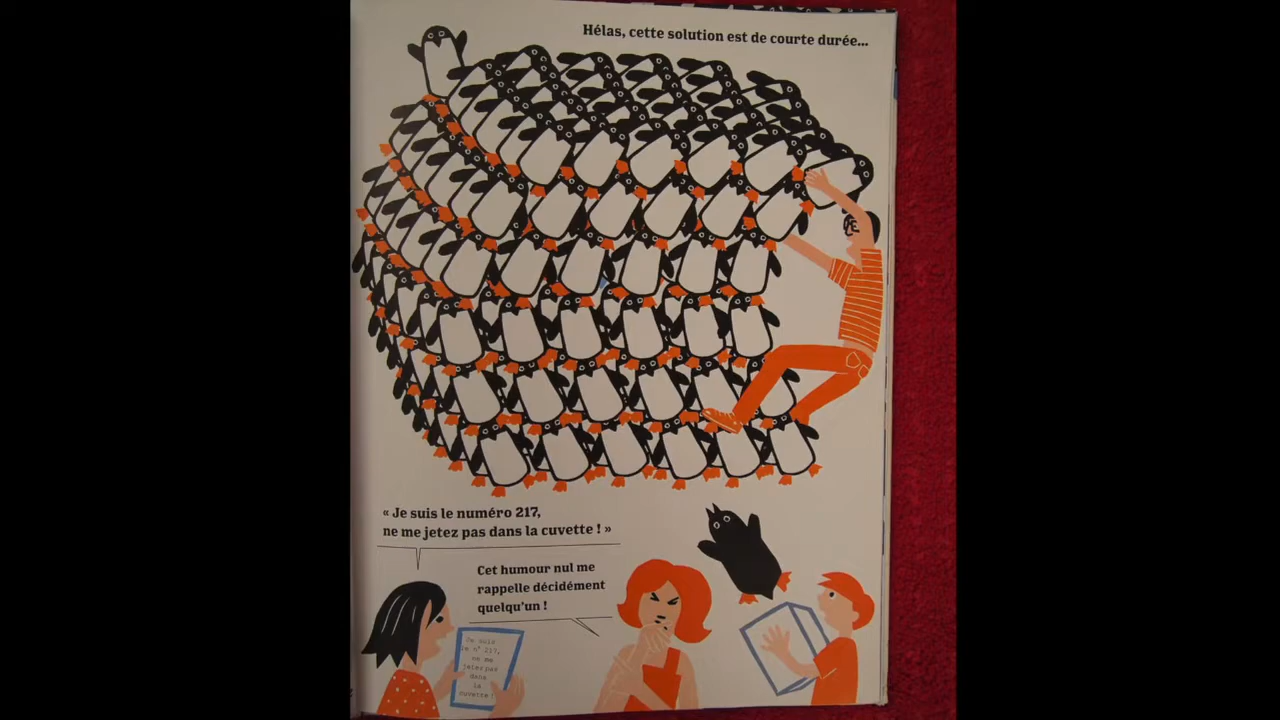 Hélas, cette solution est de courte durée...
« Je suis le numéro 217,
ne me jetez pas dans la cuvette ! »
Cet humour nul me
rappelle décidément
quelqu'un !
Je suis
le n° 217,
ne me
jetez pas
dans
la
cuvette !